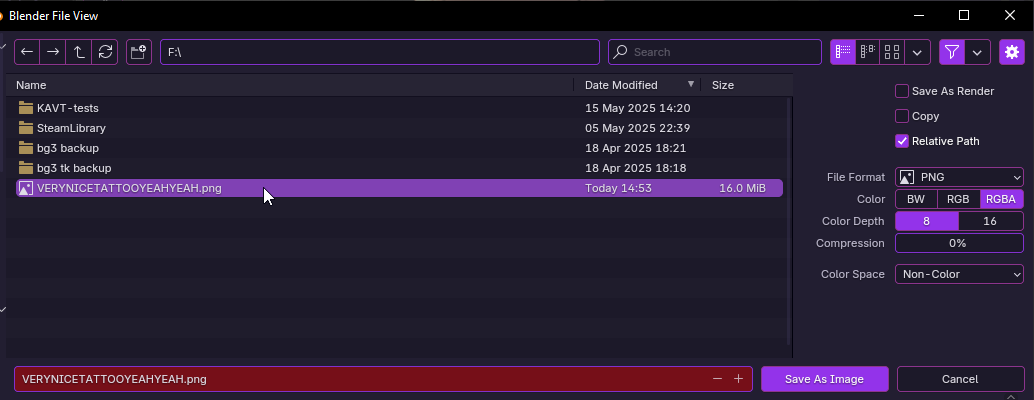 Blender File View
F:\
Search
Name Date Modified Size
KAVT-tests 15 May 2025 14:20
SteamLibrary 05 May 2025 22:39
bg3 backup 18 Apr 2025 18:21
bg3 tk backup 18 Apr 2025 18:18
VERYNICETATTOOYEAHYEAH.png Today 14:53 16.0 MiB
Save As Render
Copy
Relative Path
File Format PNG
Color BW RGB RGBA
Color Depth 8 16
Compression 0%
Color Space Non-Color
VERYNICETATTOOYEAHYEAH.png
Save As Image
Cancel